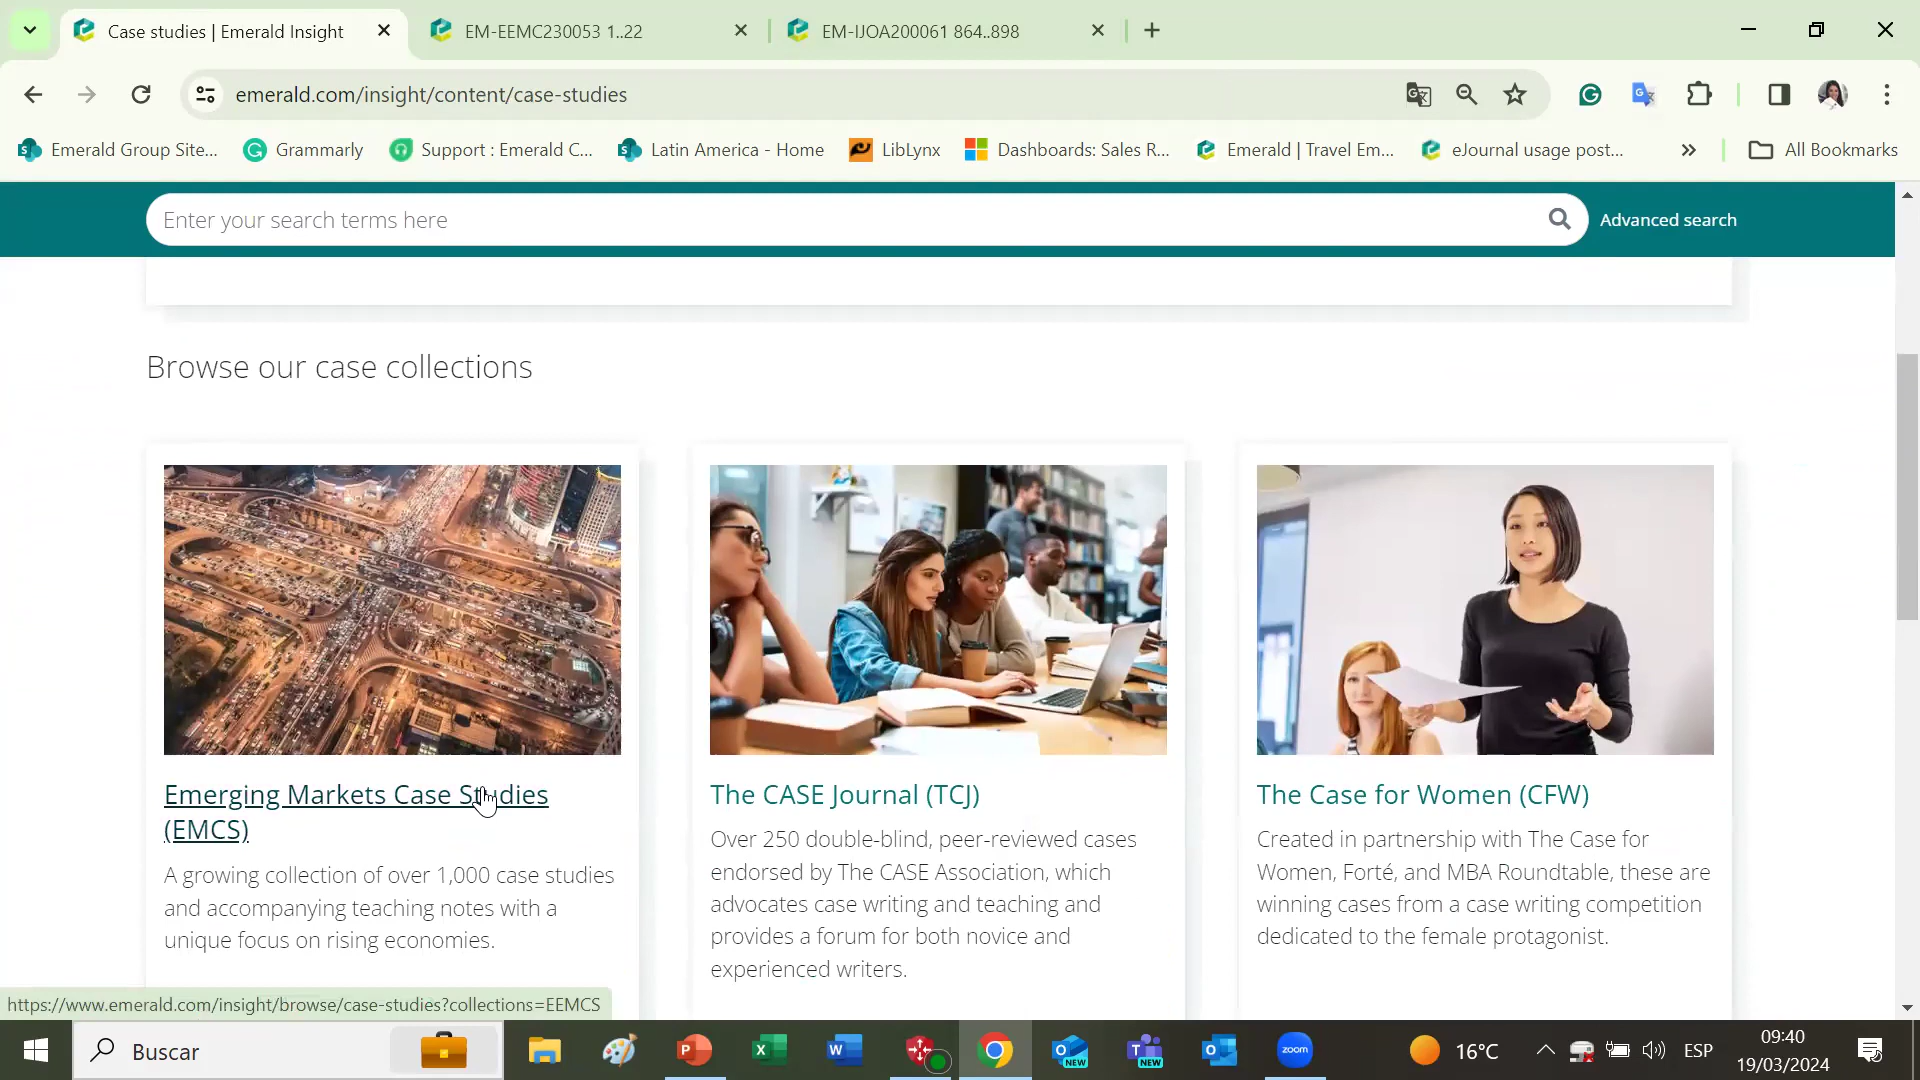 Case studies | Emerald Insight
EM-EEMC230053 1..22
EM-IJOA200061 864..898
emerald.com/insight/content/case-studies
Emerald Group Site...
Grammarly
Support : Emerald C...
Latin America - Home
LibLynx
Dashboards: Sales R...
Emerald | Travel Em...
eJournal usage post...
All Bookmarks
Enter your search terms here
Advanced search
Browse our case collections
Emerging Markets Case Studies
(EMCS)
A growing collection of over 1,000 case studies
and accompanying teaching notes with a
unique focus on rising economies.
The CASE Journal (TCJ)
Over 250 double-blind, peer-reviewed cases
endorsed by The CASE Association, which
advocates case writing and teaching and
provides a forum for both novice and
experienced writers.
The Case for Women (CFW)
Created in partnership with The Case for
Women, Forté, and MBA Roundtable, these are
winning cases from a case writing competition
dedicated to the female protagonist.
https://www.emerald.com/insight/browse/case-studies?collections=EEMCS
Buscar
NEW
NEW
zoom
16°C
ESP
09:40
19/03/2024